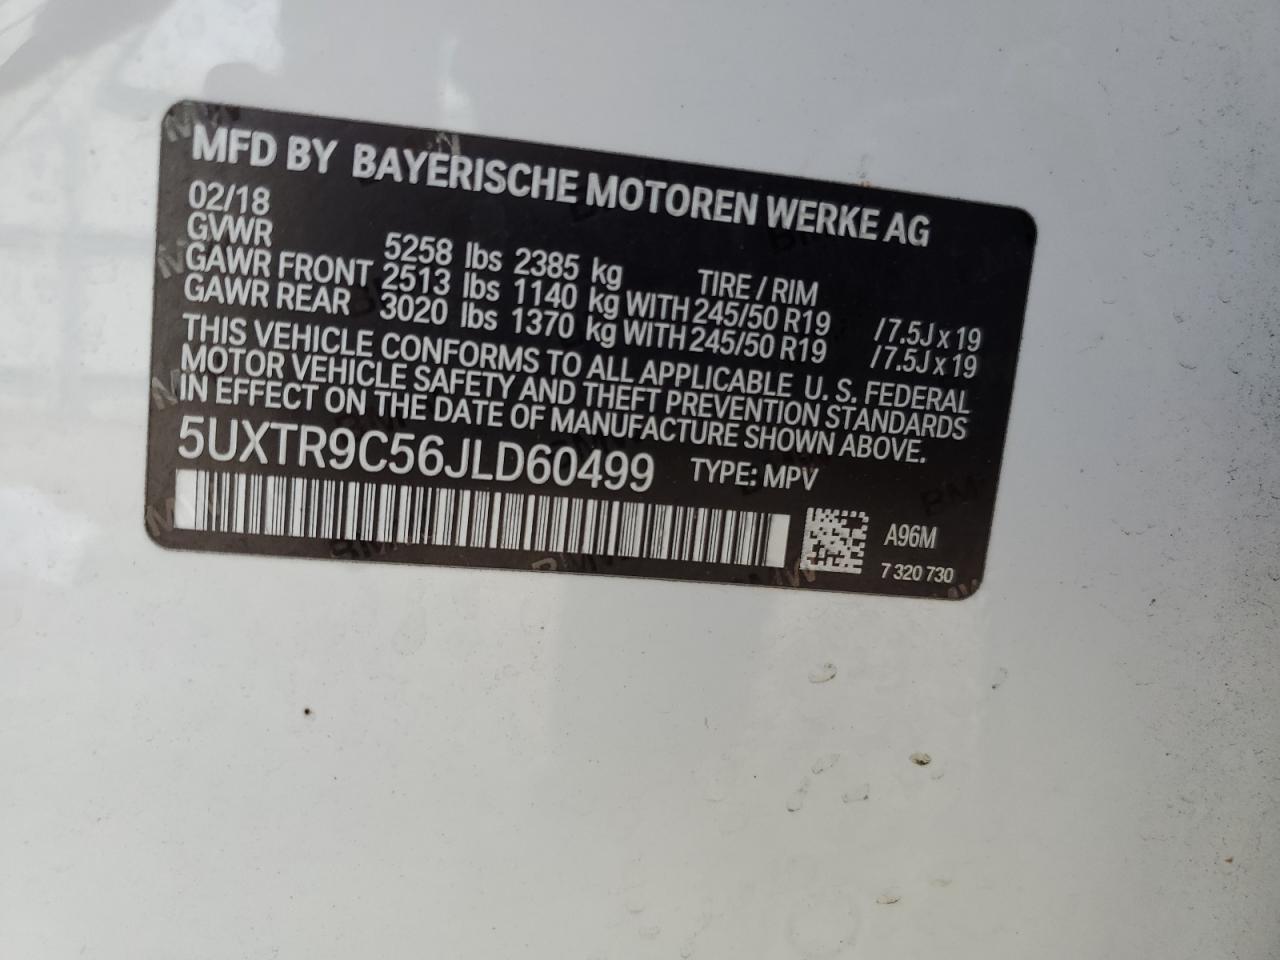 MFD BY BAYERISCHE MOTOREN WERKE AG
02/18
GVWR 5258 lbs 2385 kg TIRE / RIM
GAWR FRONT 2513 lbs 1140 kg WITH 245/50 R19 /7.5J x 19
GAWR REAR 3020 lbs 1370 kg WITH 245/50 R19 /7.5J x 19
THIS VEHICLE CONFORMS TO ALL APPLICABLE U. S. FEDERAL
MOTOR VEHICLE SAFETY AND THEFT PREVENTION STANDARDS
IN EFFECT ON THE DATE OF MANUFACTURE SHOWN ABOVE.
5UXTR9C56JLD60499 TYPE: MPV
A96M
7 320 730